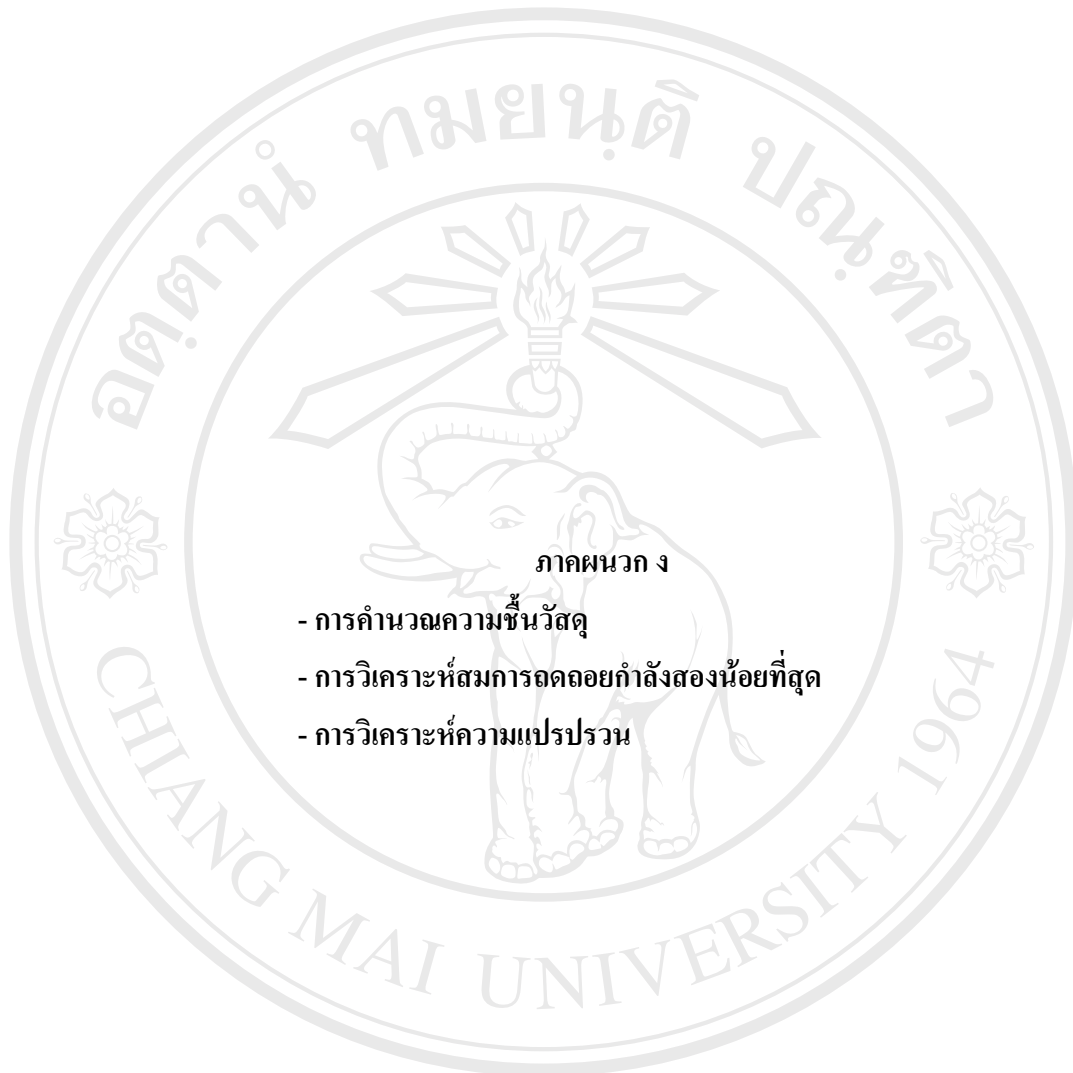 อตฺตานํ ทมยนฺติ ปณฺฑิตา
ภาคผนวก ง
- การคำนวณความชื้นวัสดุ
- การวิเคราะห์สมการถดถอยกำลังสองน้อยที่สุด
- การวิเคราะห์ความแปรปรวน
CHIANG MAI UNIVERSITY 1964